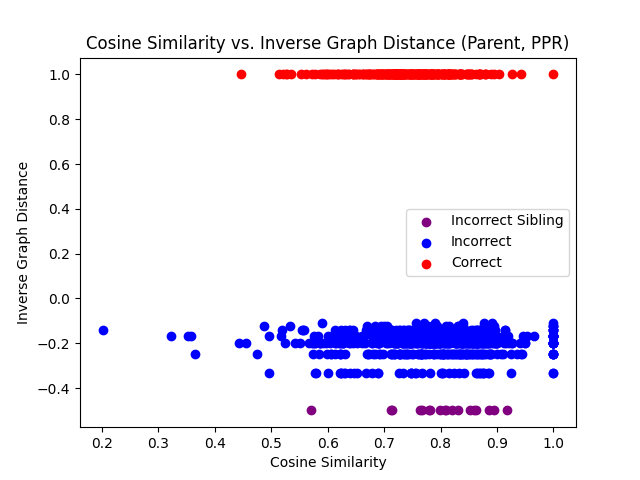 Cosine Similarity vs. Inverse Graph Distance (Parent, PPR)
1.0
0.8
0.6
0.4
0.2
0.0
−0.2
−0.4
Inverse Graph Distance
Incorrect Sibling
Incorrect
Correct
0.2 0.3 0.4 0.5 0.6 0.7 0.8 0.9 1.0
Cosine Similarity